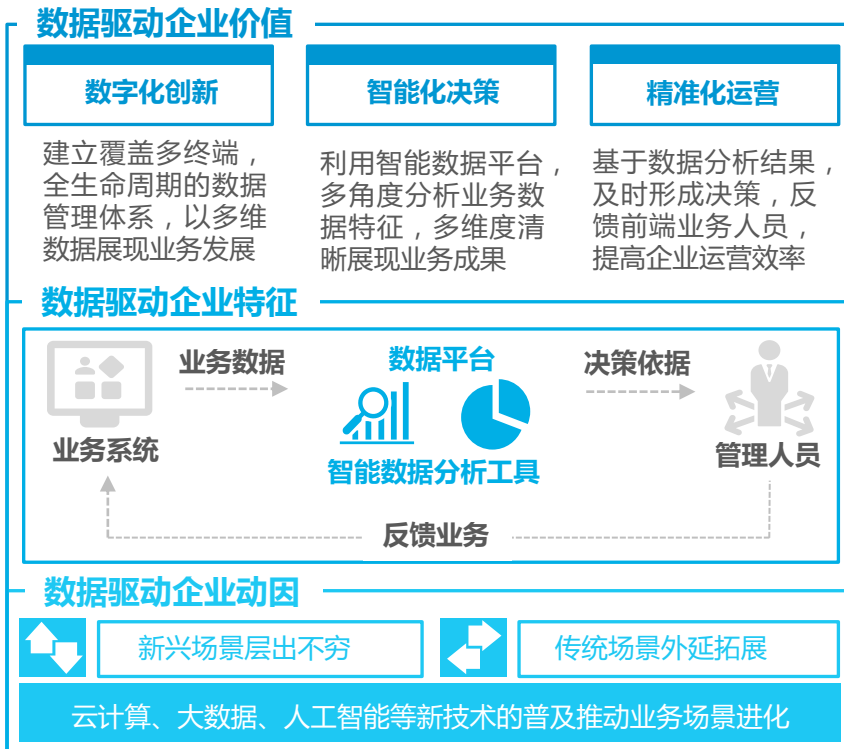 数据驱动企业价值
数字化创新
智能化决策
精准化运营
建立覆盖多终端，
全生命周期的数据
管理体系，以多维
数据展现业务发展
利用智能数据平台，
多角度分析业务数
据特征，多维度清
晰展现业务成果
基于数据分析结果，
及时形成决策，反
馈前端业务人员，
提高企业运营效率
数据驱动企业特征
业务数据
数据平台
决策依据
业务系统
智能数据分析工具
管理人员
反馈业务
数据驱动企业动因
新兴场景层出不穷
传统场景外延拓展
云计算、大数据、人工智能等新技术的普及推动业务场景进化